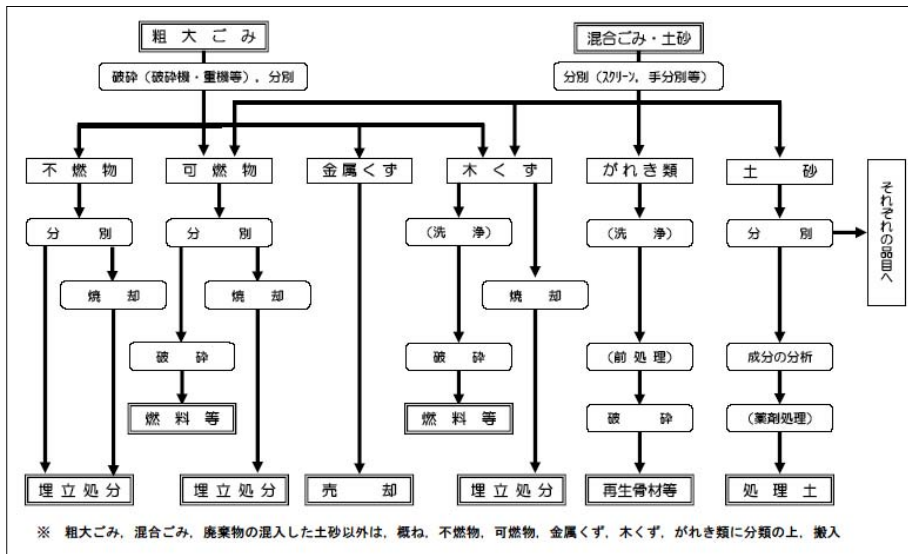 粗大ごみ
混合ごみ・土砂
破砕（破砕機・重機等），分別
分別（スクリーン，手分別等）
不燃物
可燃物
金属くず
木くず
がれき類
土砂
それぞれの品目へ
分別
分別
（洗浄）
（洗浄）
分別
焼却
焼却
焼却
破砕
破砕
（前処理）
成分の分析
燃料等
燃料等
破砕
（薬剤処理）
埋立処分
埋立処分
売却
埋立処分
再生骨材等
処理土
※ 粗大ごみ，混合ごみ，廃棄物の混入した土砂以外は，概ね，不燃物，可燃物，金属くず，木くず，がれき類に分類の上，搬入